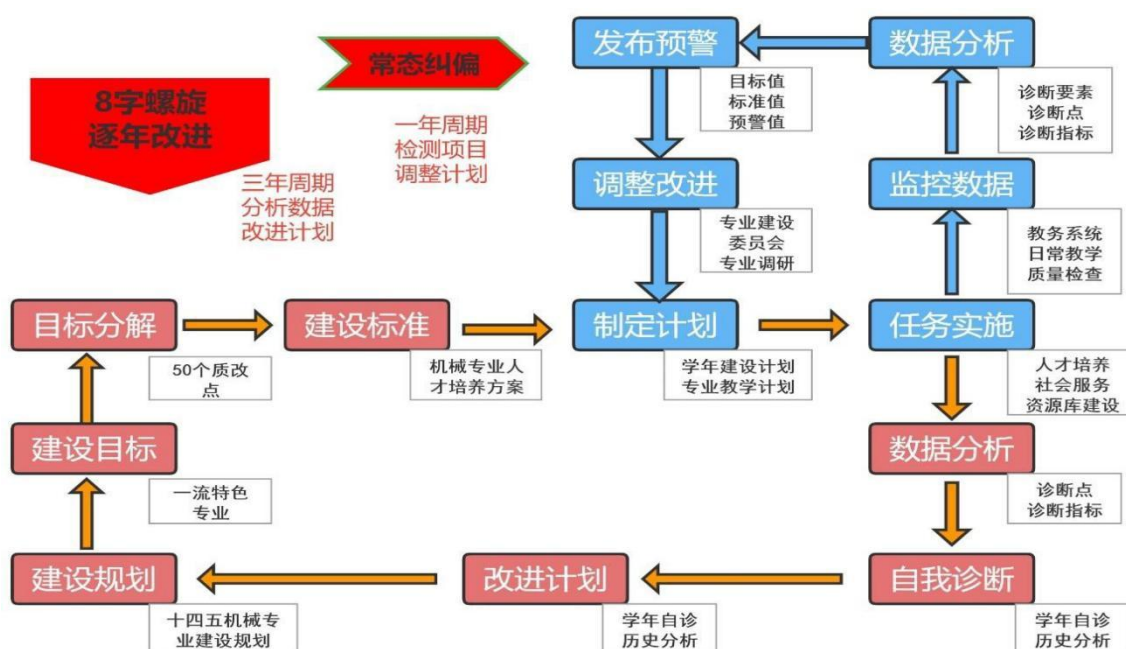 发布预警
数据分析
常态纠偏
8字螺旋
逐年改进
目标值
标准值
预警值
诊断要素
诊断点
诊断指标
一年周期
检测项目
调整计划
三年周期
分析数据
改进计划
调整改进
监控数据
专业建设
委员会
专业调研
教务系统
日常教学
质量检查
目标分解
建设标准
制定计划
任务实施
50个质改
点
机械专业人
才培养方案
学年建设计划
专业教学计划
人才培养
社会服务
资源库建设
建设目标
数据分析
一流特色
专业
诊断点
诊断指标
建设规划
改进计划
自我诊断
十四五机械专
业建设规划
学年自诊
历史分析
学年自诊
历史分析